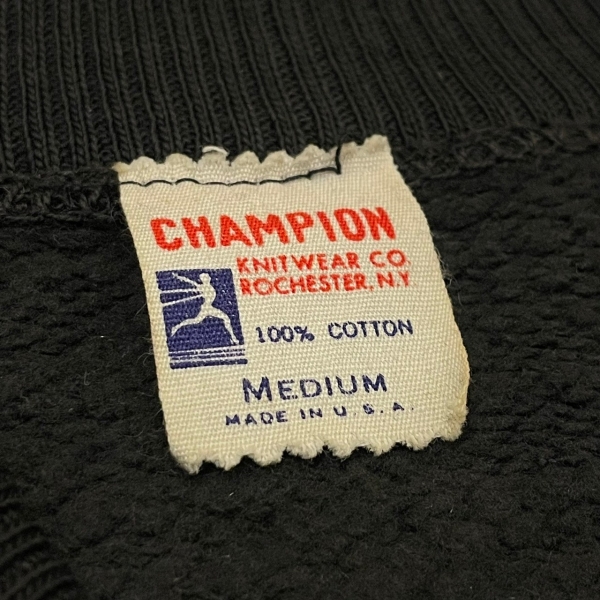 CHAMPION
KNITWEAR CO.
ROCHESTER, N.Y
100% COTTON
MEDIUM
MADE IN U.S.A.